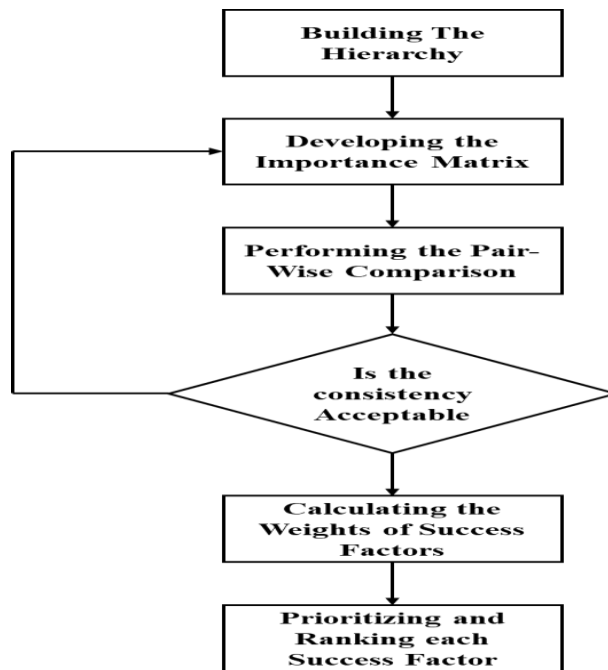 Building The
Hierarchy
Developing the
Importance Matrix
Performing the Pair-
Wise Comparison
Is the
consistency
Acceptable
Calculating the
Weights of Success
Factors
Prioritizing and
Ranking each
Success Factor